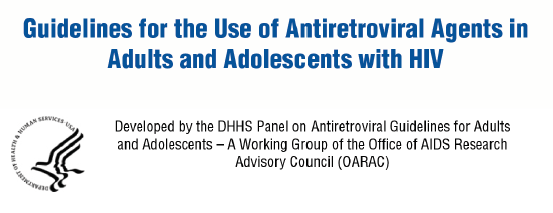 Guidelines for the Use of Antiretroviral Agents in
Adults and Adolescents with HIV
DEPARTMENT OF HEALTH & HUMAN SERVICES • USA
Developed by the DHHS Panel on Antiretroviral Guidelines for Adults
and Adolescents – A Working Group of the Office of AIDS Research
Advisory Council (OARAC)